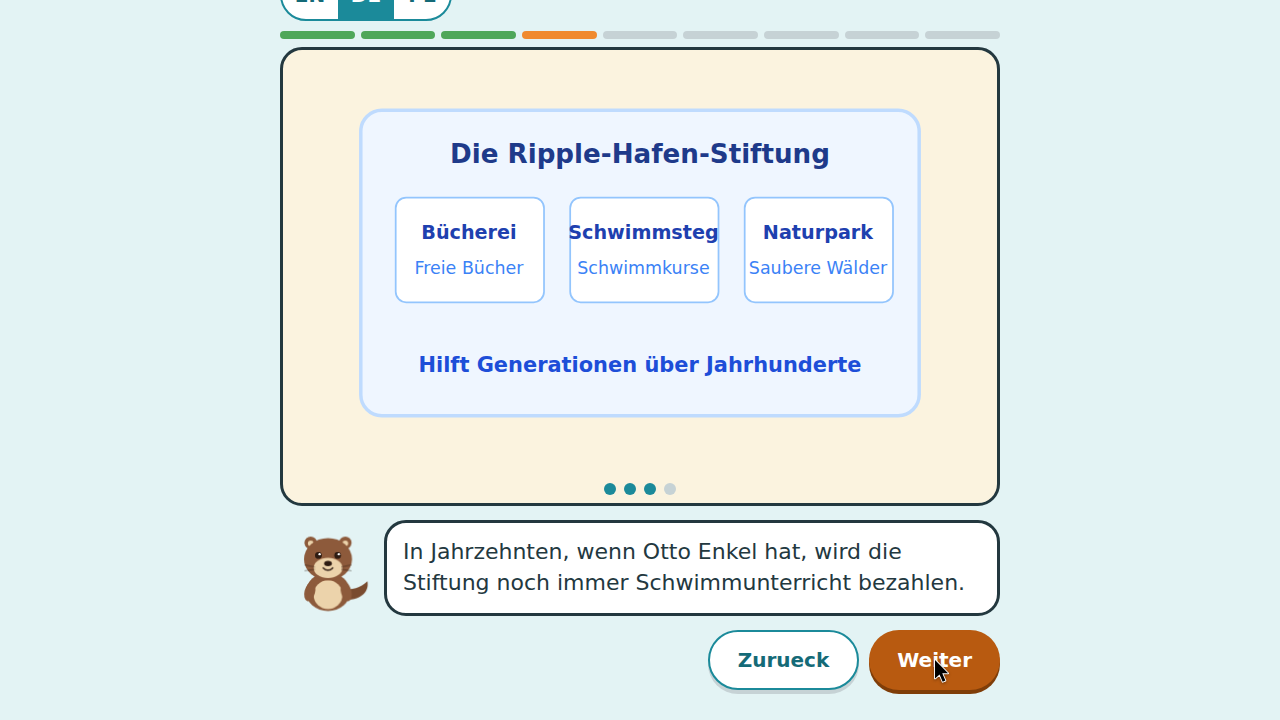 DE
Die Ripple-Hafen-Stiftung
Bücherei
Freie Bücher
Schwimmsteg
Schwimmkurse
Naturpark
Saubere Wälder
Hilft Generationen über Jahrhunderte
In Jahrzehnten, wenn Otto Enkel hat, wird die
Stiftung noch immer Schwimmunterricht bezahlen.
Zurueck
Weiter